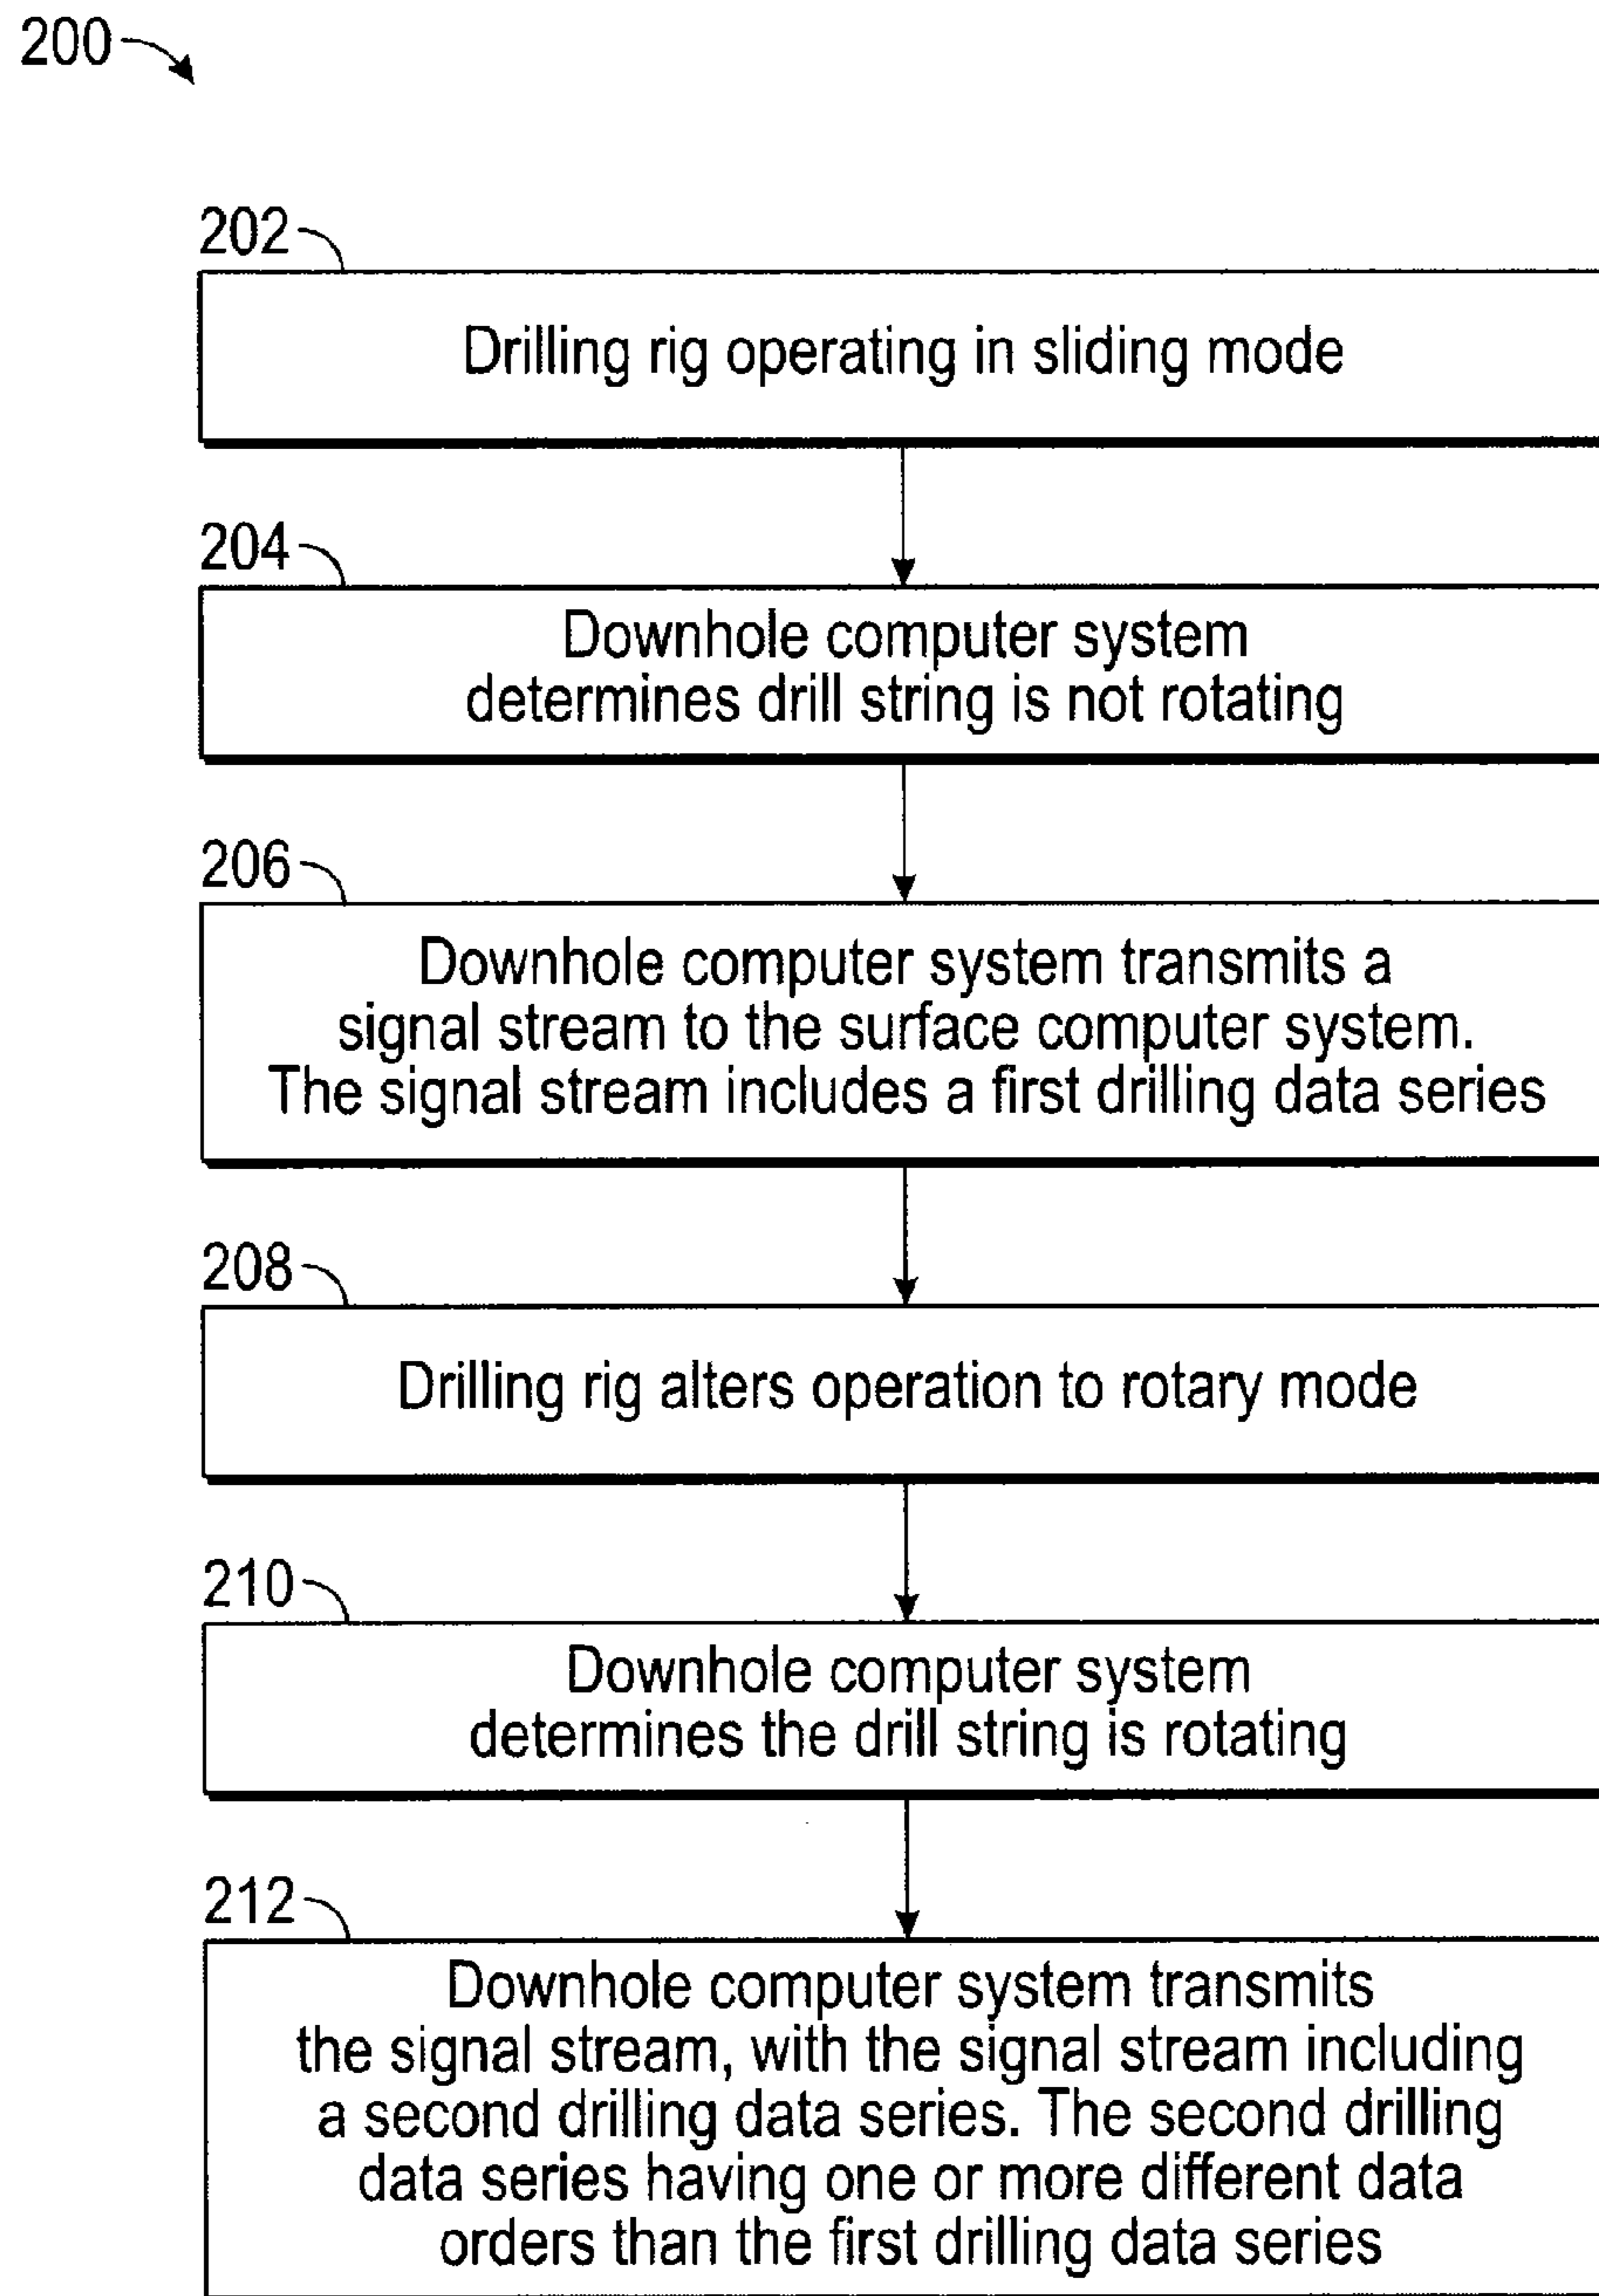 200
202
Drilling rig operating in sliding mode
204
Downhole computer system
determines drill string is not rotating
206
Downhole computer system transmits a
signal stream to the surface computer system.
The signal stream includes a first drilling data series
208
Drilling rig alters operation to rotary mode
210
Downhole computer system
determines the drill string is rotating
212
Downhole computer system transmits
the signal stream, with the signal stream including
a second drilling data series. The second drilling
data series having one or more different data
orders than the first drilling data series